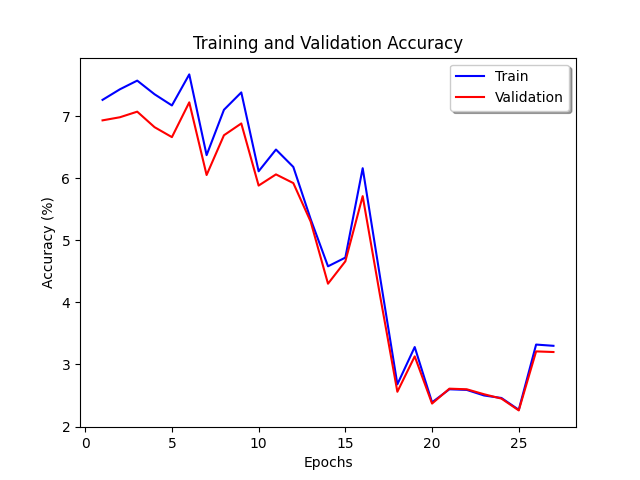 Training and Validation Accuracy
Train
Validation
Accuracy (%)
7
6
5
4
3
2
0 5 10 15 20 25
Epochs